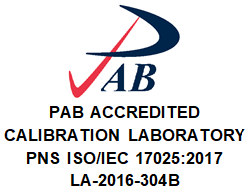 PAB
PAB ACCREDITED
CALIBRATION LABORATORY
PNS ISO/IEC 17025:2017
LA-2016-304B